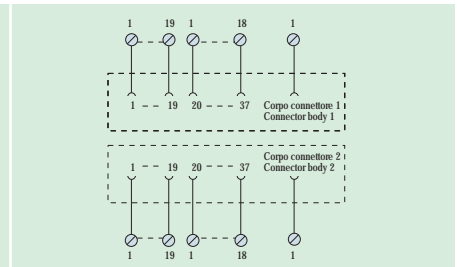 1 19 1 18 1
1 - - 19 20 - - - 37 Corpo connettore 1
Connector body 1
Corpo connettore 2
1 - - 19 20 - - - 37 Connector body 2
1 19 1 18 1